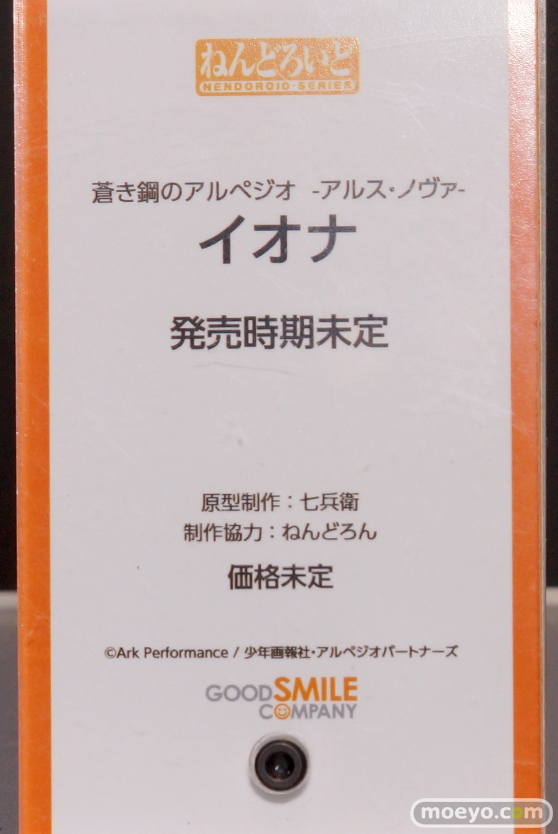 ねんどろいど
NENDOROID-SERIES
蒼き鋼のアルペジオ -アルス・ノヴァ-
イオナ
発売時期未定
原型制作：七兵衛
制作協力：ねんどろん
価格未定
©Ark Performance / 少年画報社・アルペジオパートナーズ
GOOD SMILE
COMPANY
moeyo.com